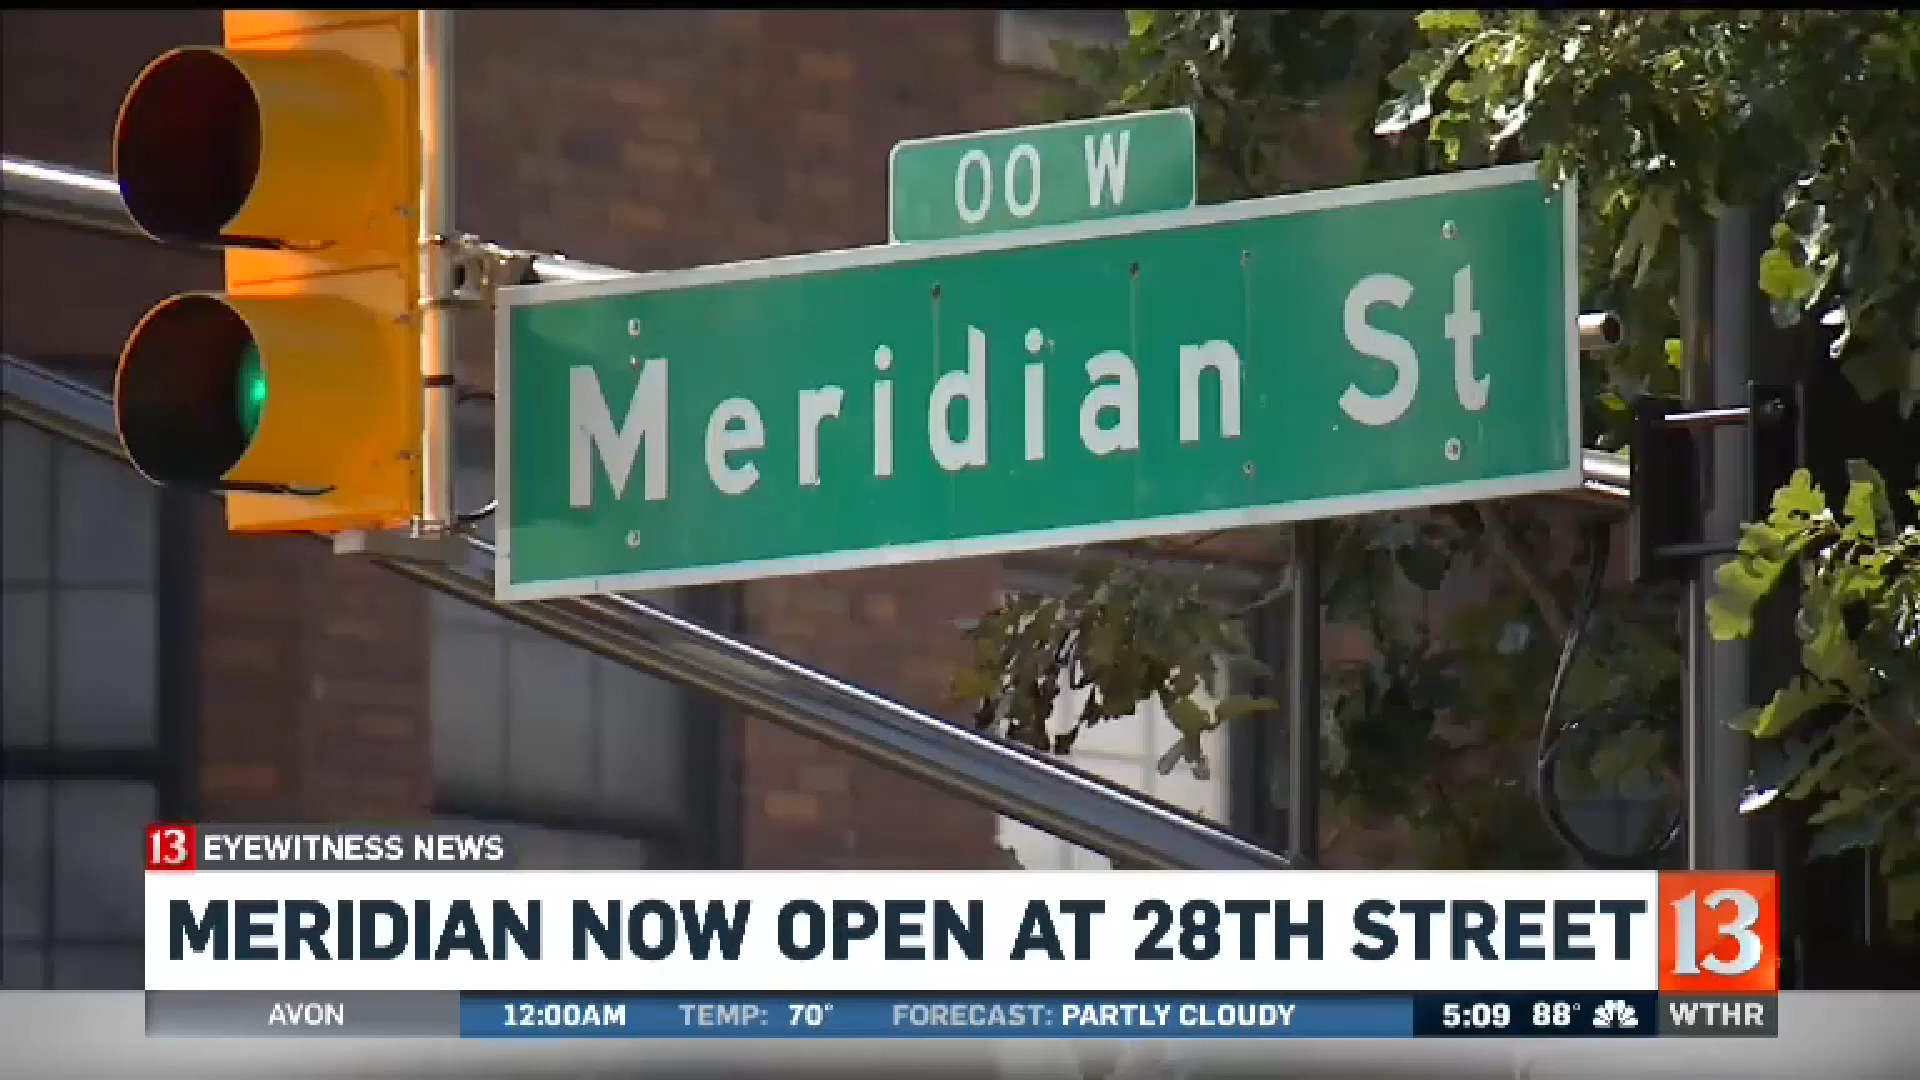 00 W
Meridian St
13 EYEWITNESS NEWS
MERIDIAN NOW OPEN AT 28TH STREET
13
AVON 12:00AM TEMP: 70° FORECAST: PARTLY CLOUDY 5:09 88° WTHR